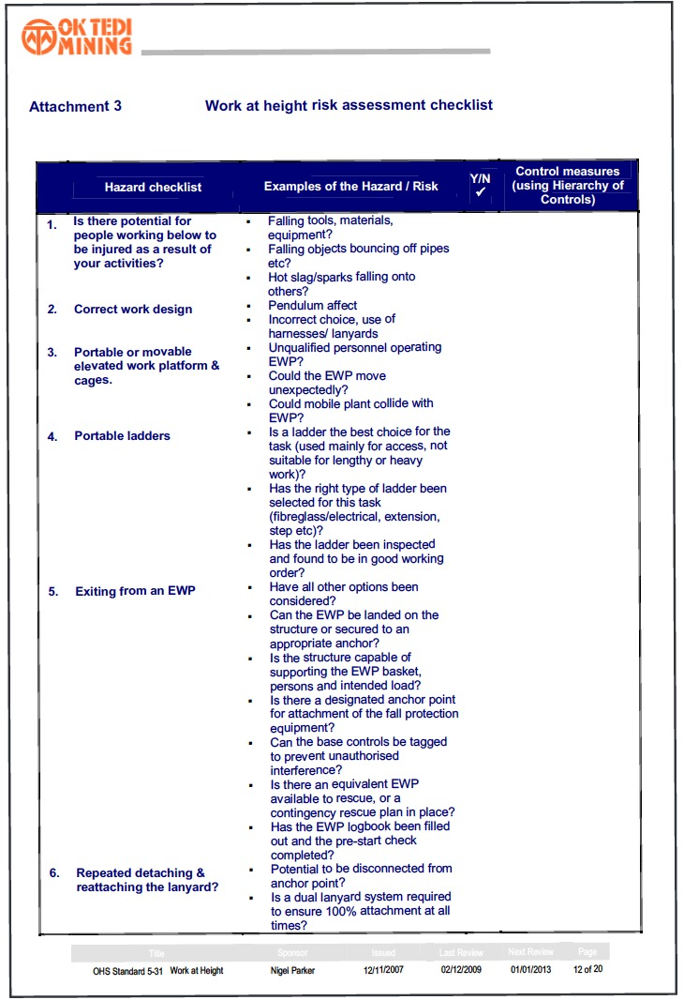 OK TEDI
MINING
Attachment 3 Work at height risk assessment checklist
Hazard checklist Examples of the Hazard / Risk Y/N ✓ Control measures (using Hierarchy of Controls)
1. Is there potential for people working below to be injured as a result of your activities?
▪ Falling tools, materials,
equipment?
▪ Falling objects bouncing off pipes
etc?
▪ Hot slag/sparks falling onto
others?
2. Correct work design
▪ Pendulum affect
▪ Incorrect choice, use of
harnesses/ lanyards
3. Portable or movable
elevated work platform &
cages.
▪ Unqualified personnel operating
EWP?
▪ Could the EWP move
unexpectedly?
▪ Could mobile plant collide with
EWP?
4. Portable ladders
▪ Is a ladder the best choice for the
task (used mainly for access, not
suitable for lengthy or heavy
work)?
▪ Has the right type of ladder been
selected for this task
(fibreglass/electrical, extension,
step etc)?
▪ Has the ladder been inspected
and found to be in good working
order?
5. Exiting from an EWP
▪ Have all other options been
considered?
▪ Can the EWP be landed on the
structure or secured to an
appropriate anchor?
▪ Is the structure capable of
supporting the EWP basket,
persons and intended load?
▪ Is there a designated anchor point
for attachment of the fall protection
equipment?
▪ Can the base controls be tagged
to prevent unauthorised
interference?
▪ Is there an equivalent EWP
available to rescue, or a
contingency rescue plan in place?
▪ Has the EWP logbook been filled
out and the pre-start check
completed?
6. Repeated detaching &
reattaching the lanyard?
▪ Potential to be disconnected from
anchor point?
▪ Is a dual lanyard system required
to ensure 100% attachment at all
times?
Title Sponsor Issued Last Review Next Review Page
OHS Standard 5-31 Work at Height Nigel Parker 12/11/2007 02/12/2009 01/01/2013 12 of 20